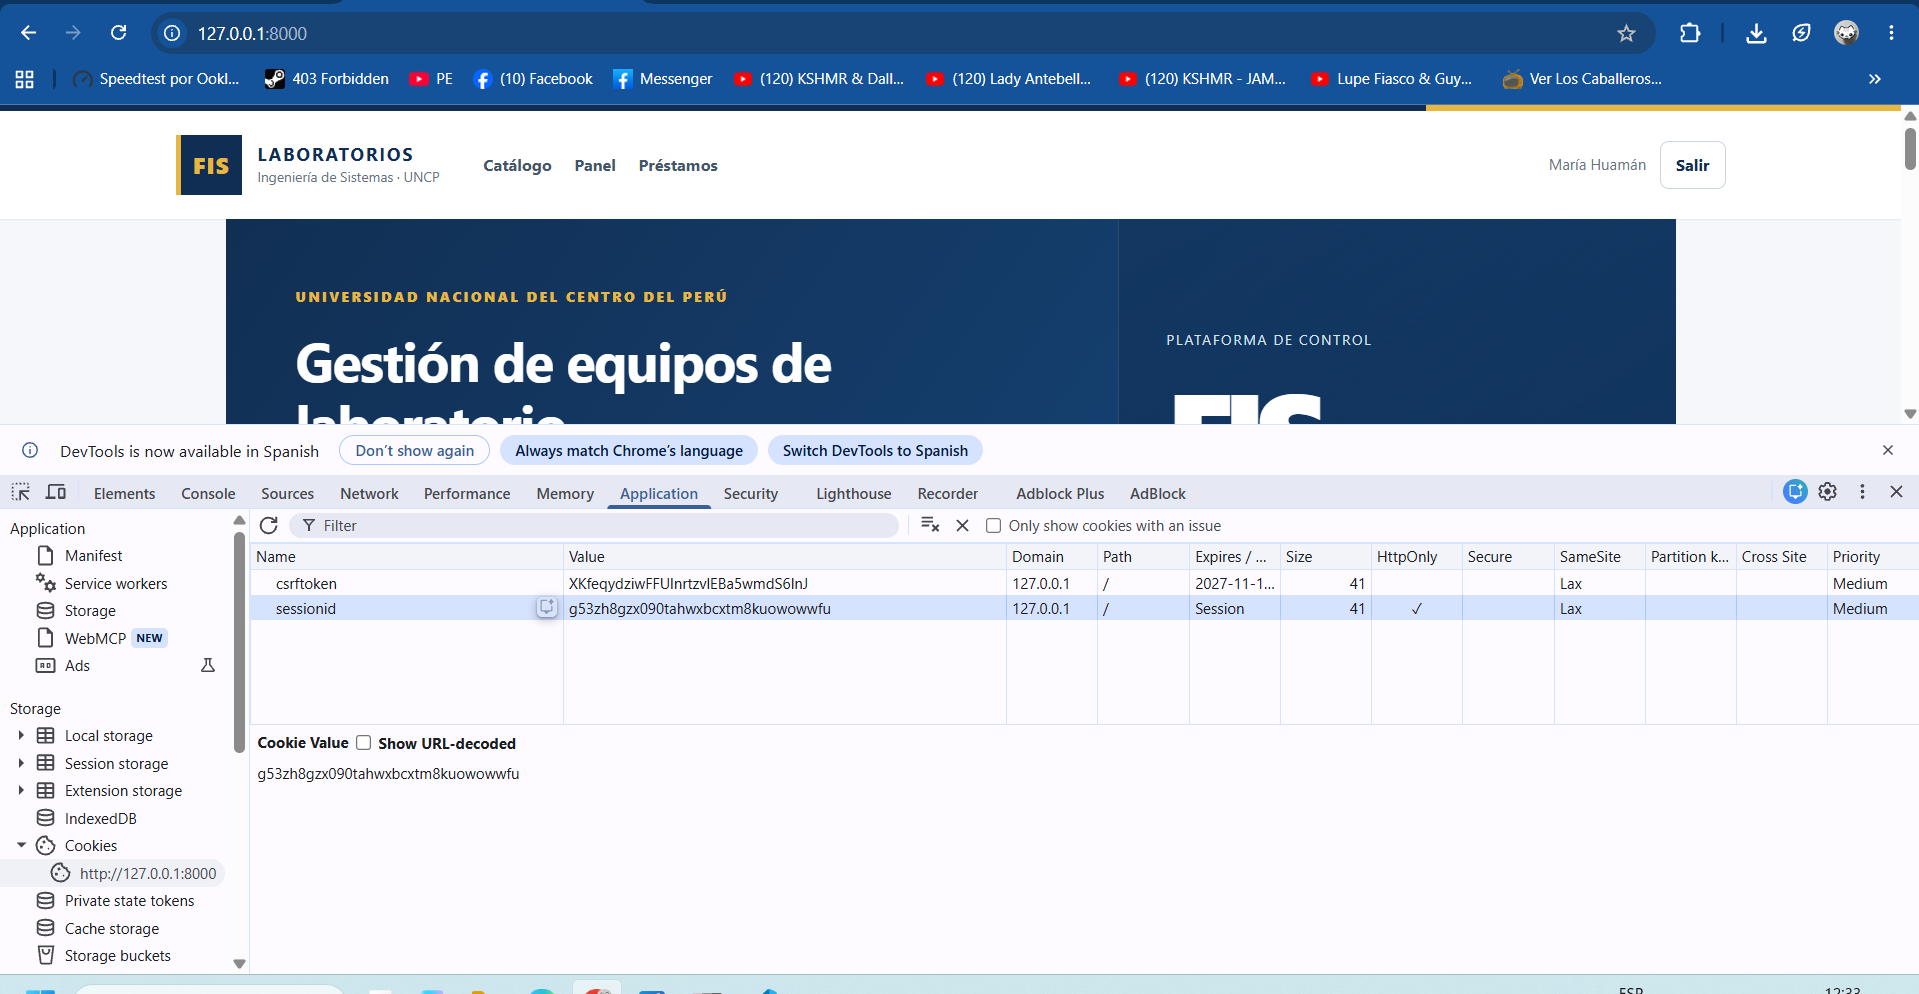 127.0.0.1:8000
Speedtest por Ookl...
403 Forbidden
PE
(10) Facebook
Messenger
(120) KSHMR & Dall...
(120) Lady Antebell...
(120) KSHMR - JAM...
Lupe Fiasco & Guy...
Ver Los Caballeros...
FIS
LABORATORIOS
Ingeniería de Sistemas · UNCP
Catálogo
Panel
Préstamos
María Huamán
Salir
UNIVERSIDAD NACIONAL DEL CENTRO DEL PERÚ
Gestión de equipos de
laboratorio
PLATAFORMA DE CONTROL
FIS
DevTools is now available in Spanish
Don't show again
Always match Chrome's language
Switch DevTools to Spanish
Elements
Console
Sources
Network
Performance
Memory
Application
Security
Lighthouse
Recorder
Adblock Plus
AdBlock
Application
Manifest
Service workers
Storage
WebMCP NEW
Ads
Storage
Local storage
Session storage
Extension storage
IndexedDB
Cookies
http://127.0.0.1:8000
Private state tokens
Cache storage
Storage buckets
Filter
Only show cookies with an issue
Name Value Domain Path Expires / ... Size HttpOnly Secure SameSite Partition k... Cross Site Priority
csrftoken XKfeqydziwFFUInrtzvlEBa5wmdS6InJ 127.0.0.1 / 2027-11-1... 41 Lax Medium
sessionid g53zh8gzx090tahwxbcxtm8kuowowwfu 127.0.0.1 / Session 41 ✓ Lax Medium
Cookie Value Show URL-decoded
g53zh8gzx090tahwxbcxtm8kuowowwfu
ESP
12:33